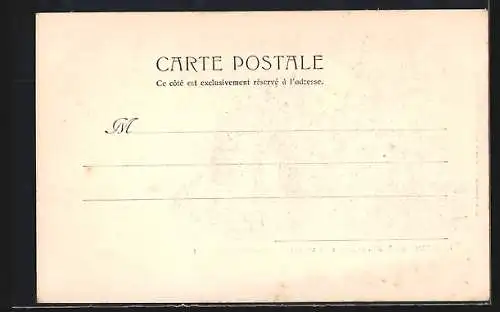 CARTE POSTALE
Ce côté est exclusivement réservé à l'adresse.
M